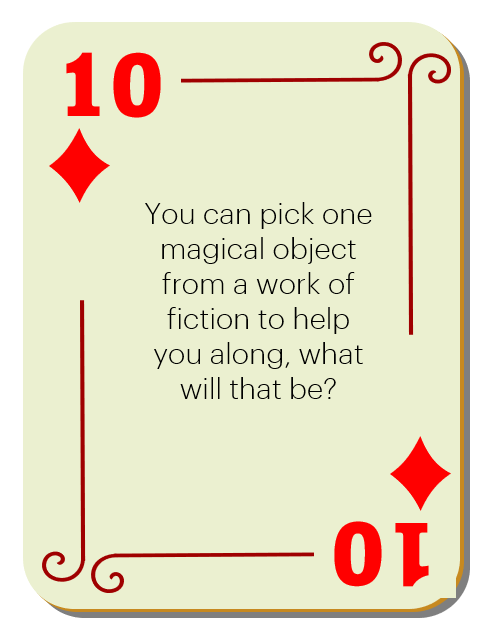 10
You can pick one
magical object
from a work of
fiction to help
you along, what
will that be?
10